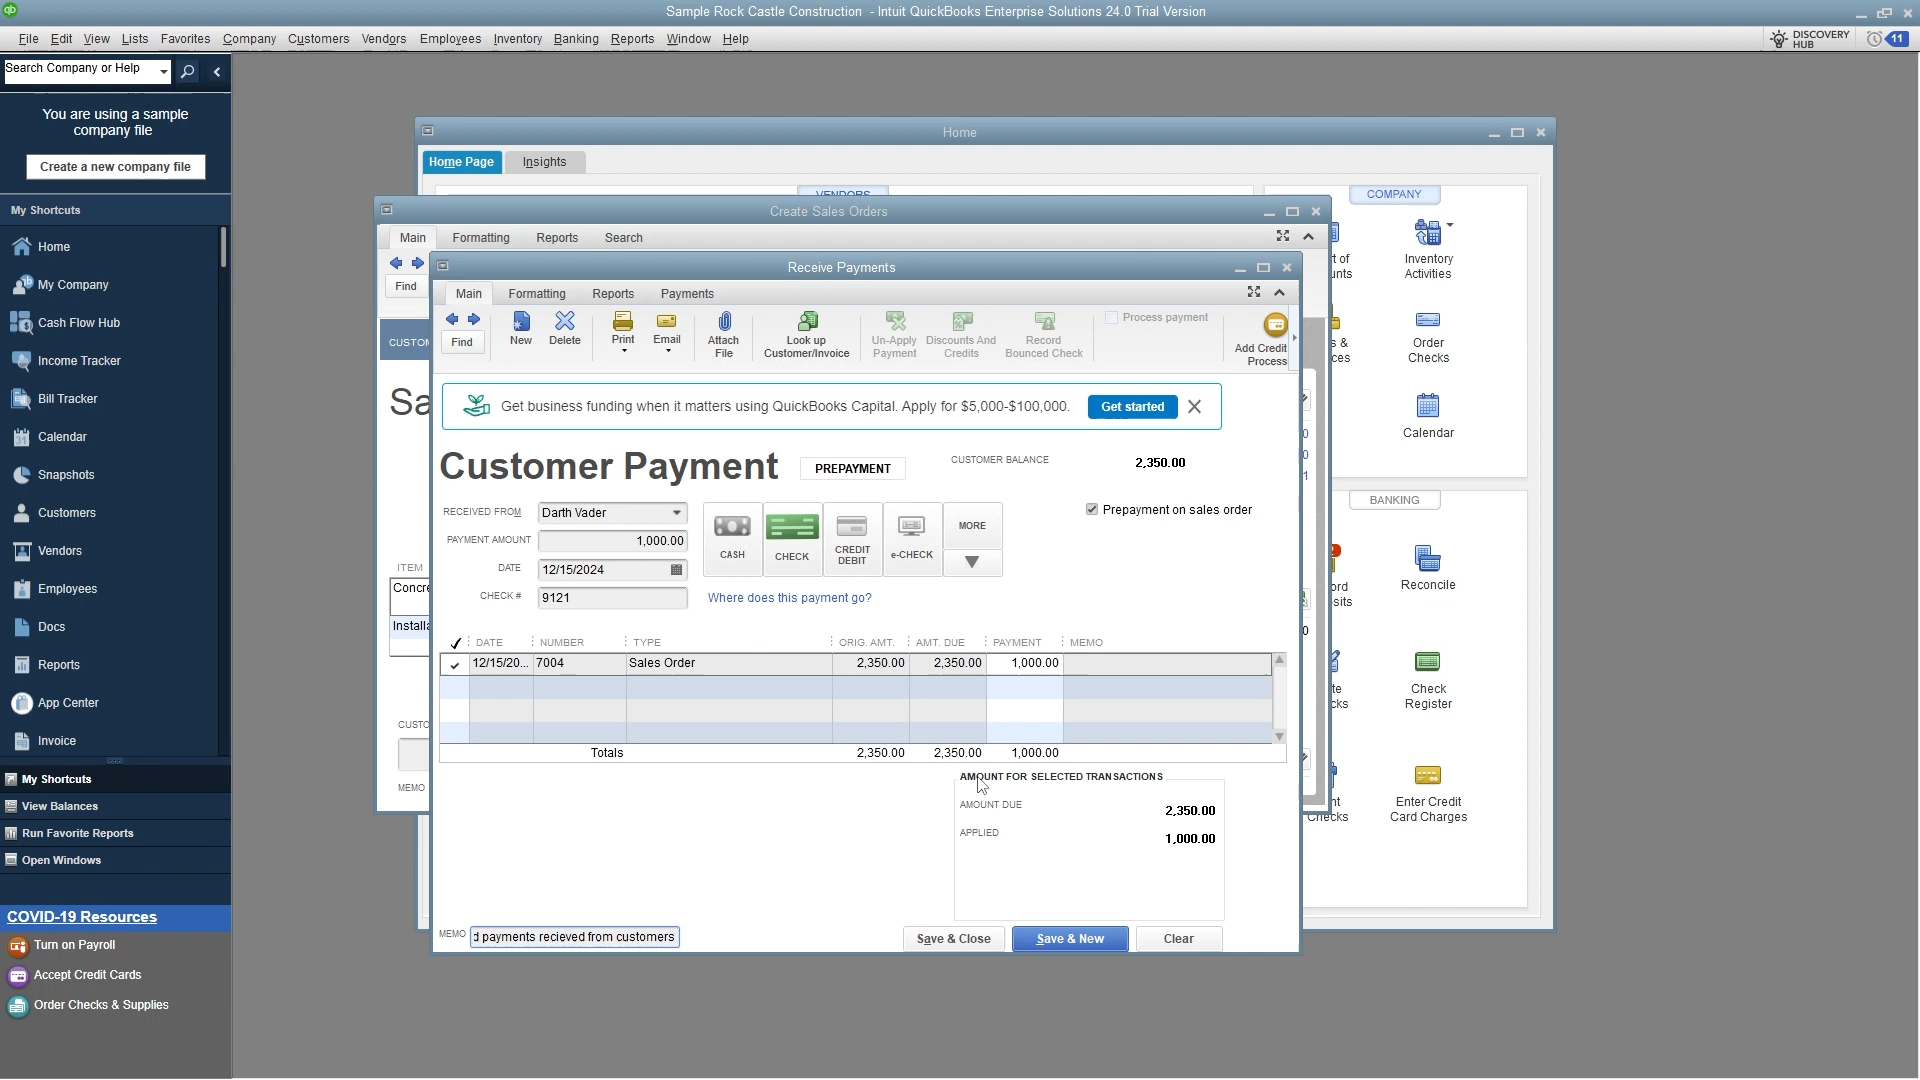 Sample Rock Castle Construction - Intuit QuickBooks Enterprise Solutions 24.0 Trial Version
File Edit View Lists Favorites Company Customers Vendors Employees Inventory Banking Reports Window Help
DISCOVERY HUB
11
Search Company or Help
You are using a sample
company file
Create a new company file
My Shortcuts
Home
My Company
Cash Flow Hub
Income Tracker
Bill Tracker
Calendar
Snapshots
Customers
Vendors
Employees
Docs
Reports
App Center
Invoice
My Shortcuts
View Balances
Run Favorite Reports
Open Windows
COVID-19 Resources
Turn on Payroll
Accept Credit Cards
Order Checks & Supplies
Home
Home Page Insights
VENDORS
COMPANY
Inventory
Activities
Order
Checks
Calendar
BANKING
Reconcile
Check
Register
Enter Credit
Card Charges
Checks
Create Sales Orders
Main Formatting Reports Search
Find
CUSTOM
Sa
ITEM
Concre
Installa
CUSTO
MEMO
Receive Payments
Main Formatting Reports Payments
Find
New
Delete
Print
Email
Attach
File
Look up
Customer/Invoice
Un-Apply
Payment
Discounts And
Credits
Record
Bounced Check
Process payment
Add Credit
Process
Get business funding when it matters using QuickBooks Capital. Apply for $5,000-$100,000.
Get started
Customer Payment
PREPAYMENT
CUSTOMER BALANCE 2,350.00
RECEIVED FROM Darth Vader
PAYMENT AMOUNT 1,000.00
DATE 12/15/2024
CHECK # 9121
CASH
CHECK
CREDIT
DEBIT
e-CHECK
MORE
Prepayment on sales order
Where does this payment go?
DATE NUMBER TYPE ORIG. AMT. AMT. DUE PAYMENT MEMO
12/15/20... 7004 Sales Order 2,350.00 2,350.00 1,000.00
Totals 2,350.00 2,350.00 1,000.00
AMOUNT FOR SELECTED TRANSACTIONS
AMOUNT DUE 2,350.00
APPLIED 1,000.00
MEMO d payments recieved from customers
Save & Close Save & New Clear